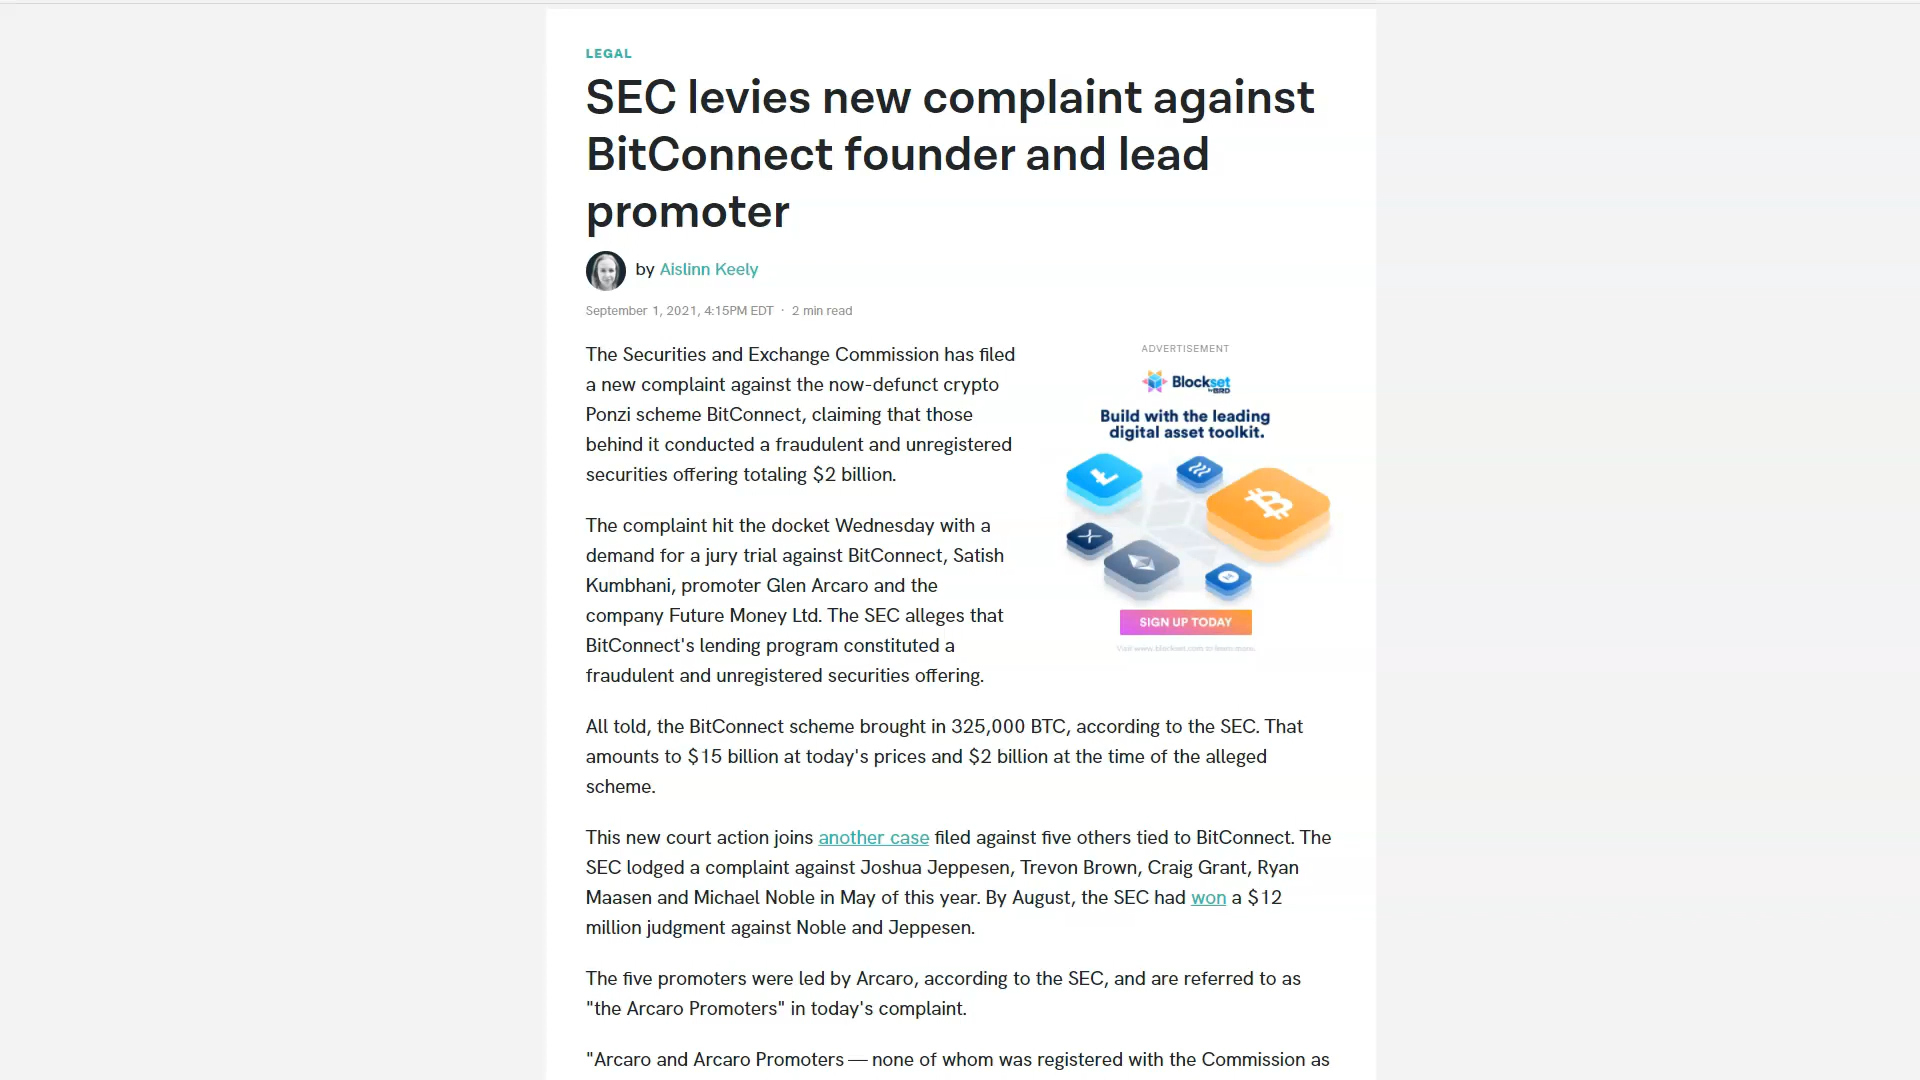 LEGAL
SEC levies new complaint against
BitConnect founder and lead
promoter
by Aislinn Keely
September 1, 2021, 4:15PM EDT · 2 min read
The Securities and Exchange Commission has filed
a new complaint against the now-defunct crypto
Ponzi scheme BitConnect, claiming that those
behind it conducted a fraudulent and unregistered
securities offering totaling $2 billion.
ADVERTISEMENT
Blockset
by BRD
Build with the leading
digital asset toolkit.
SIGN UP TODAY
Visit www.blockset.com to learn more.
The complaint hit the docket Wednesday with a
demand for a jury trial against BitConnect, Satish
Kumbhani, promoter Glen Arcaro and the
company Future Money Ltd. The SEC alleges that
BitConnect's lending program constituted a
fraudulent and unregistered securities offering.
All told, the BitConnect scheme brought in 325,000 BTC, according to the SEC. That
amounts to $15 billion at today's prices and $2 billion at the time of the alleged
scheme.
This new court action joins another case filed against five others tied to BitConnect. The
SEC lodged a complaint against Joshua Jeppesen, Trevon Brown, Craig Grant, Ryan
Maasen and Michael Noble in May of this year. By August, the SEC had won a $12
million judgment against Noble and Jeppesen.
The five promoters were led by Arcaro, according to the SEC, and are referred to as
"the Arcaro Promoters" in today's complaint.
"Arcaro and Arcaro Promoters — none of whom was registered with the Commission as